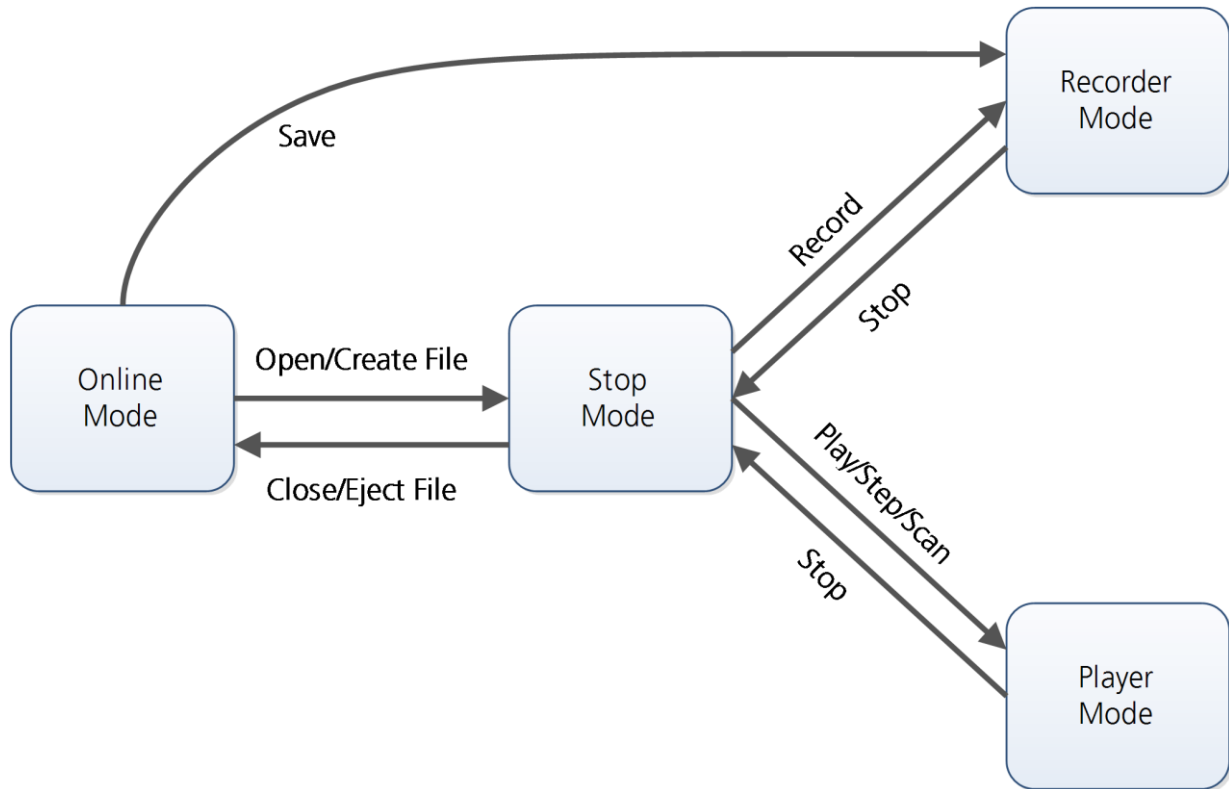 Recorder
Mode
Save
Record
Stop
Open/Create File
Online
Mode
Stop
Mode
Close/Eject File
Play/Step/Scan
Stop
Player
Mode